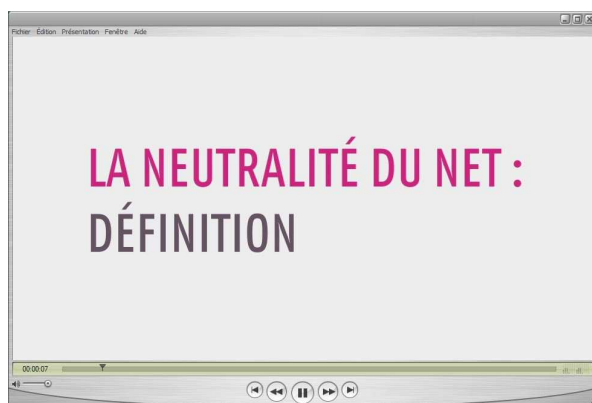 Fichier Édition Présentation Fenêtre Aide
LA NEUTRALITÉ DU NET :
DÉFINITION
00:00:07